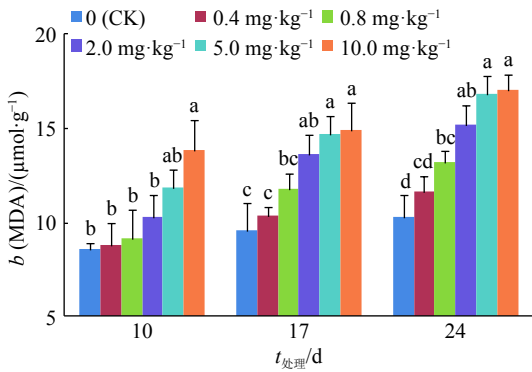 20
0 (CK) 0.4 mg·kg⁻¹ 0.8 mg·kg⁻¹
2.0 mg·kg⁻¹ 5.0 mg·kg⁻¹ 10.0 mg·kg⁻¹
15
10
5
b (MDA)/(μmol·g⁻¹)
b b b b ab a
c c bc ab a a
d cd bc ab a a
10 17 24
t处理/d